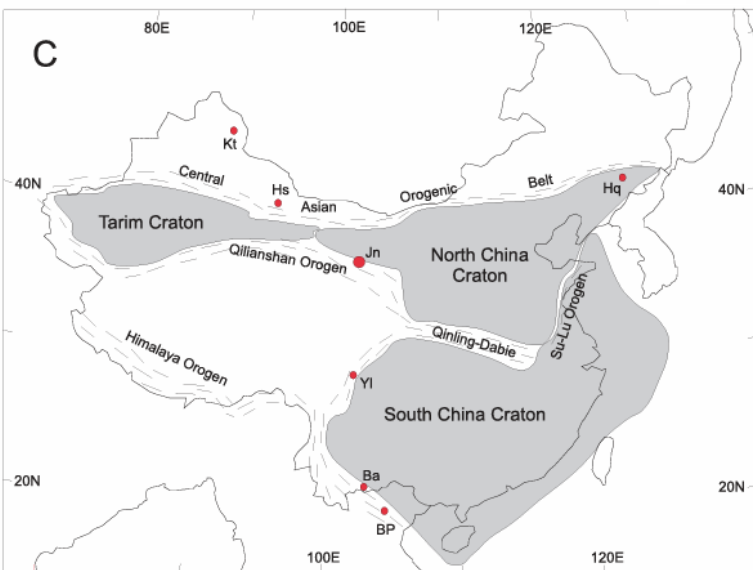 C
80E
100E
120E
Kt
40N
Central
Asian
Orogenic
Belt
Hs
Hq
40N
Tarim Craton
Qilianshan Orogen
Jn
North China
Craton
Su-Lu Orogen
Qinling-Dabie
Himalaya Orogen
Yl
South China Craton
20N
Ba
20N
BP
100E
120E